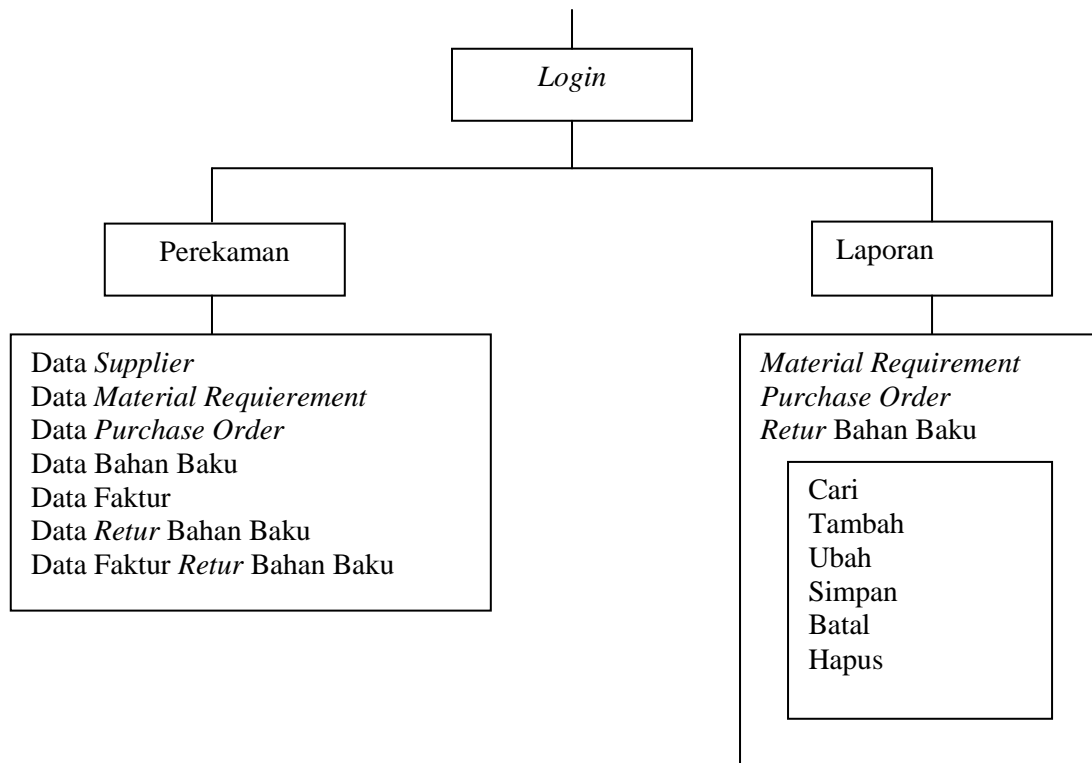 Login
Perekaman
Laporan
Data Supplier
Data Material Requierement
Data Purchase Order
Data Bahan Baku
Data Faktur
Data Retur Bahan Baku
Data Faktur Retur Bahan Baku
Material Requirement
Purchase Order
Retur Bahan Baku
Cari
Tambah
Ubah
Simpan
Batal
Hapus